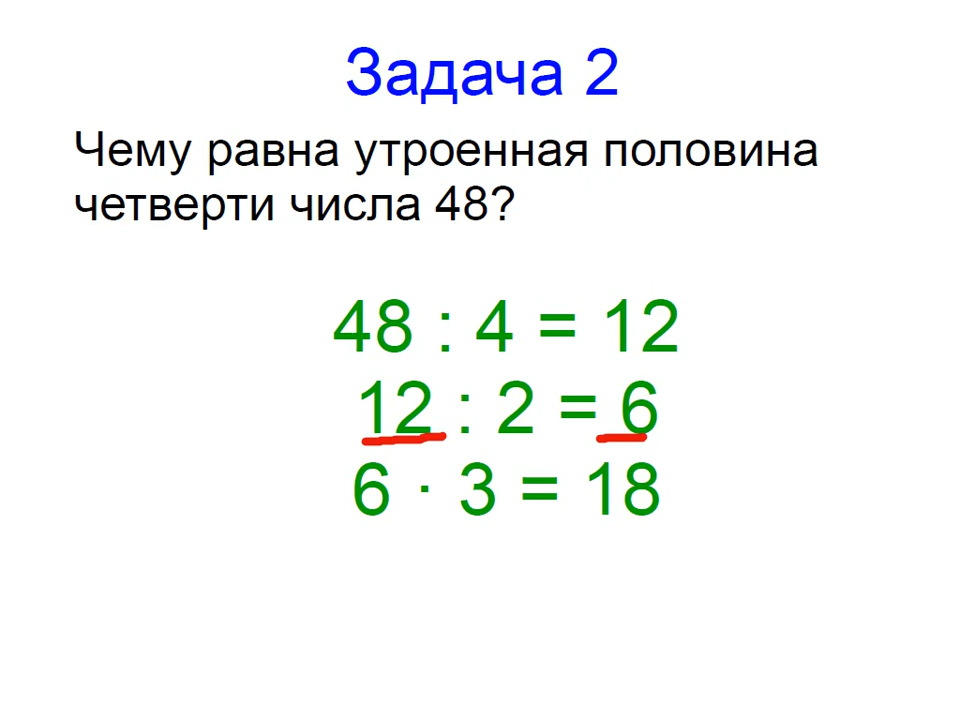 Задача 2
Чему равна утроенная половина
четверти числа 48?
48 : 4 = 12
12 : 2 = 6
6 · 3 = 18